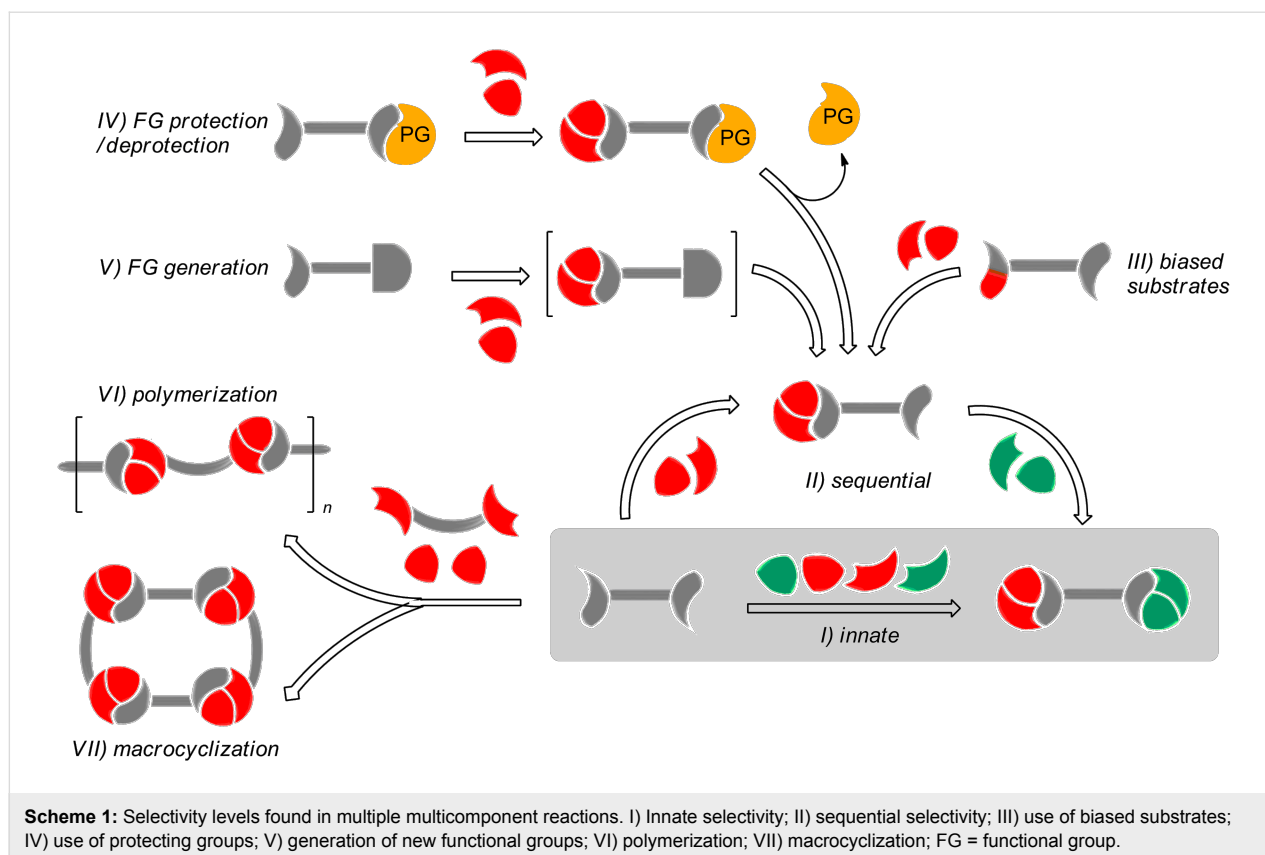 IV) FG protection
/deprotection
PG
PG
PG
V) FG generation
III) biased
substrates
VI) polymerization
n
II) sequential
I) innate
VII) macrocyclization
Scheme 1: Selectivity levels found in multiple multicomponent reactions. I) Innate selectivity; II) sequential selectivity; III) use of biased substrates;
IV) use of protecting groups; V) generation of new functional groups; VI) polymerization; VII) macrocyclization; FG = functional group.